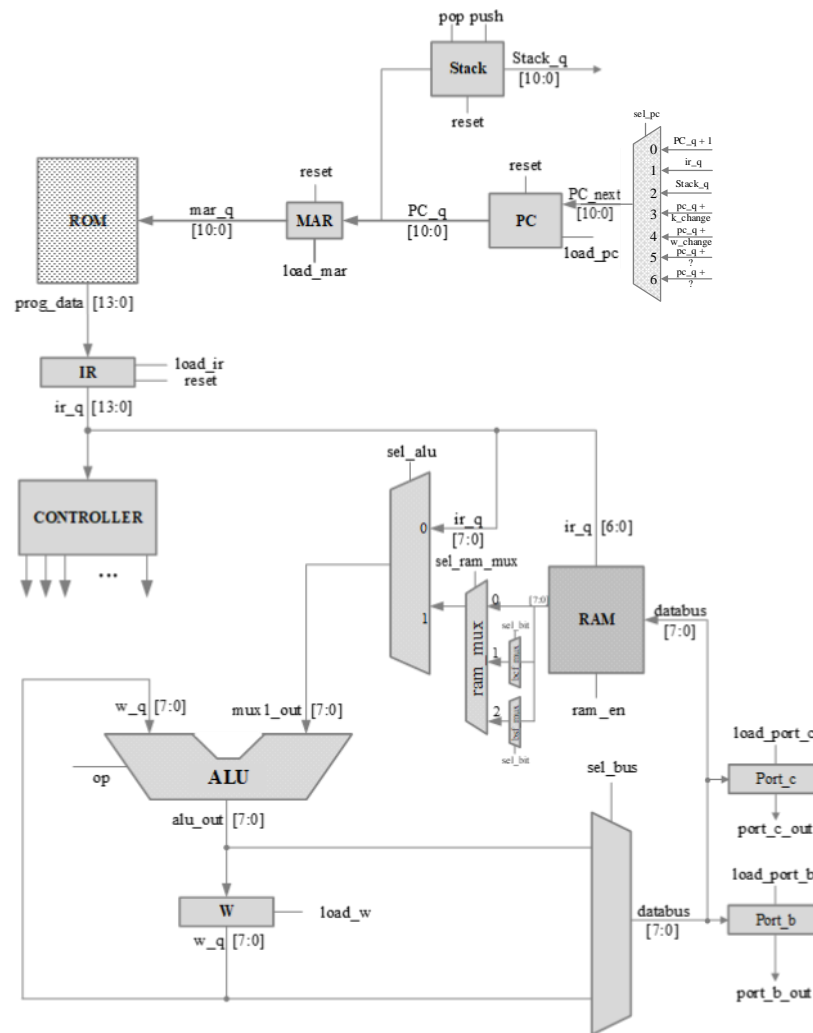 pop push
Stack
Stack_q
[10:0]
reset
sel_pc
0 PC_q + 1
1 ir_q
2 Stack_q
3 pc_q +
k_change
4 pc_q +
w_change
5 pc_q +
?
6 pc_q +
?
ROM
mar_q
[10:0]
reset
MAR
load_mar
PC_q
[10:0]
reset
PC
load_pc
PC_next
[10:0]
prog_data [13:0]
IR
load_ir
reset
ir_q [13:0]
CONTROLLER
...
sel_alu
0
1
ir_q
[7:0]
sel_ram_mux
ram_mux
0
1
2
[7:0]
sel_bit
bcf_mux
bsf_mux
sel_bit
ir_q [6:0]
RAM
ram_en
databus
[7:0]
w_q [7:0]
mux1_out [7:0]
op
ALU
alu_out [7:0]
W
load_w
w_q [7:0]
sel_bus
databus
[7:0]
load_port_c
Port_c
port_c_out
load_port_b
Port_b
port_b_out